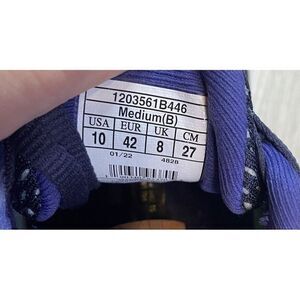 1203561B446
Medium(B)
USA EUR UK CM
10 42 8 27
01/22 4828